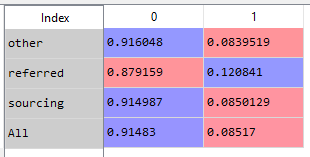 Index 0 1
other 0.916048 0.0839519
referred 0.879159 0.120841
sourcing 0.914987 0.0850129
All 0.91483 0.08517